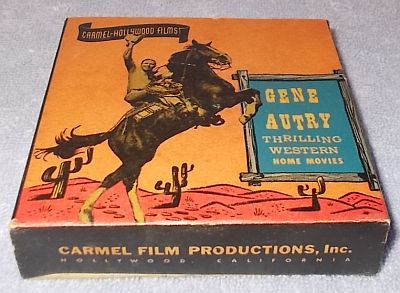 CARMEL-HOLLYWOOD FILMS!
GENE
AUTRY
THRILLING
WESTERN
HOME MOVIES
CARMEL FILM PRODUCTIONS, Inc.
HOLLYWOOD, CALIFORNIA